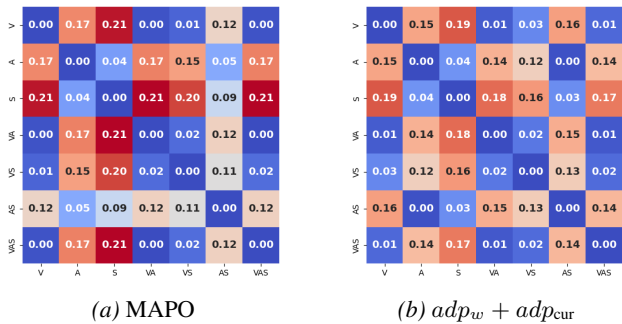 V 0.00 0.17 0.21 0.00 0.01 0.12 0.00
A 0.17 0.00 0.04 0.17 0.15 0.05 0.17
S 0.21 0.04 0.00 0.21 0.20 0.09 0.21
VA 0.00 0.17 0.21 0.00 0.02 0.12 0.00
VS 0.01 0.15 0.20 0.02 0.00 0.11 0.02
AS 0.12 0.05 0.09 0.12 0.11 0.00 0.12
VAS 0.00 0.17 0.21 0.00 0.02 0.12 0.00
V A S VA VS AS VAS
(a) MAPO
V 0.00 0.15 0.19 0.01 0.03 0.16 0.01
A 0.15 0.00 0.04 0.14 0.12 0.00 0.14
S 0.19 0.04 0.00 0.18 0.16 0.03 0.17
VA 0.01 0.14 0.18 0.00 0.02 0.15 0.01
VS 0.03 0.12 0.16 0.02 0.00 0.13 0.02
AS 0.16 0.00 0.03 0.15 0.13 0.00 0.14
VAS 0.01 0.14 0.17 0.01 0.02 0.14 0.00
V A S VA VS AS VAS
(b) adp_w + adp_cur